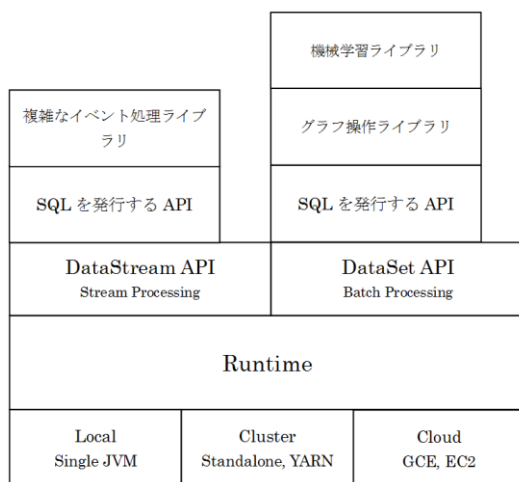 機械学習ライブラリ
複雑なイベント処理ライブ
ラリ
グラフ操作ライブラリ
SQL を発行する API
SQL を発行する API
DataStream API
Stream Processing
DataSet API
Batch Processing
Runtime
Local
Single JVM
Cluster
Standalone, YARN
Cloud
GCE, EC2